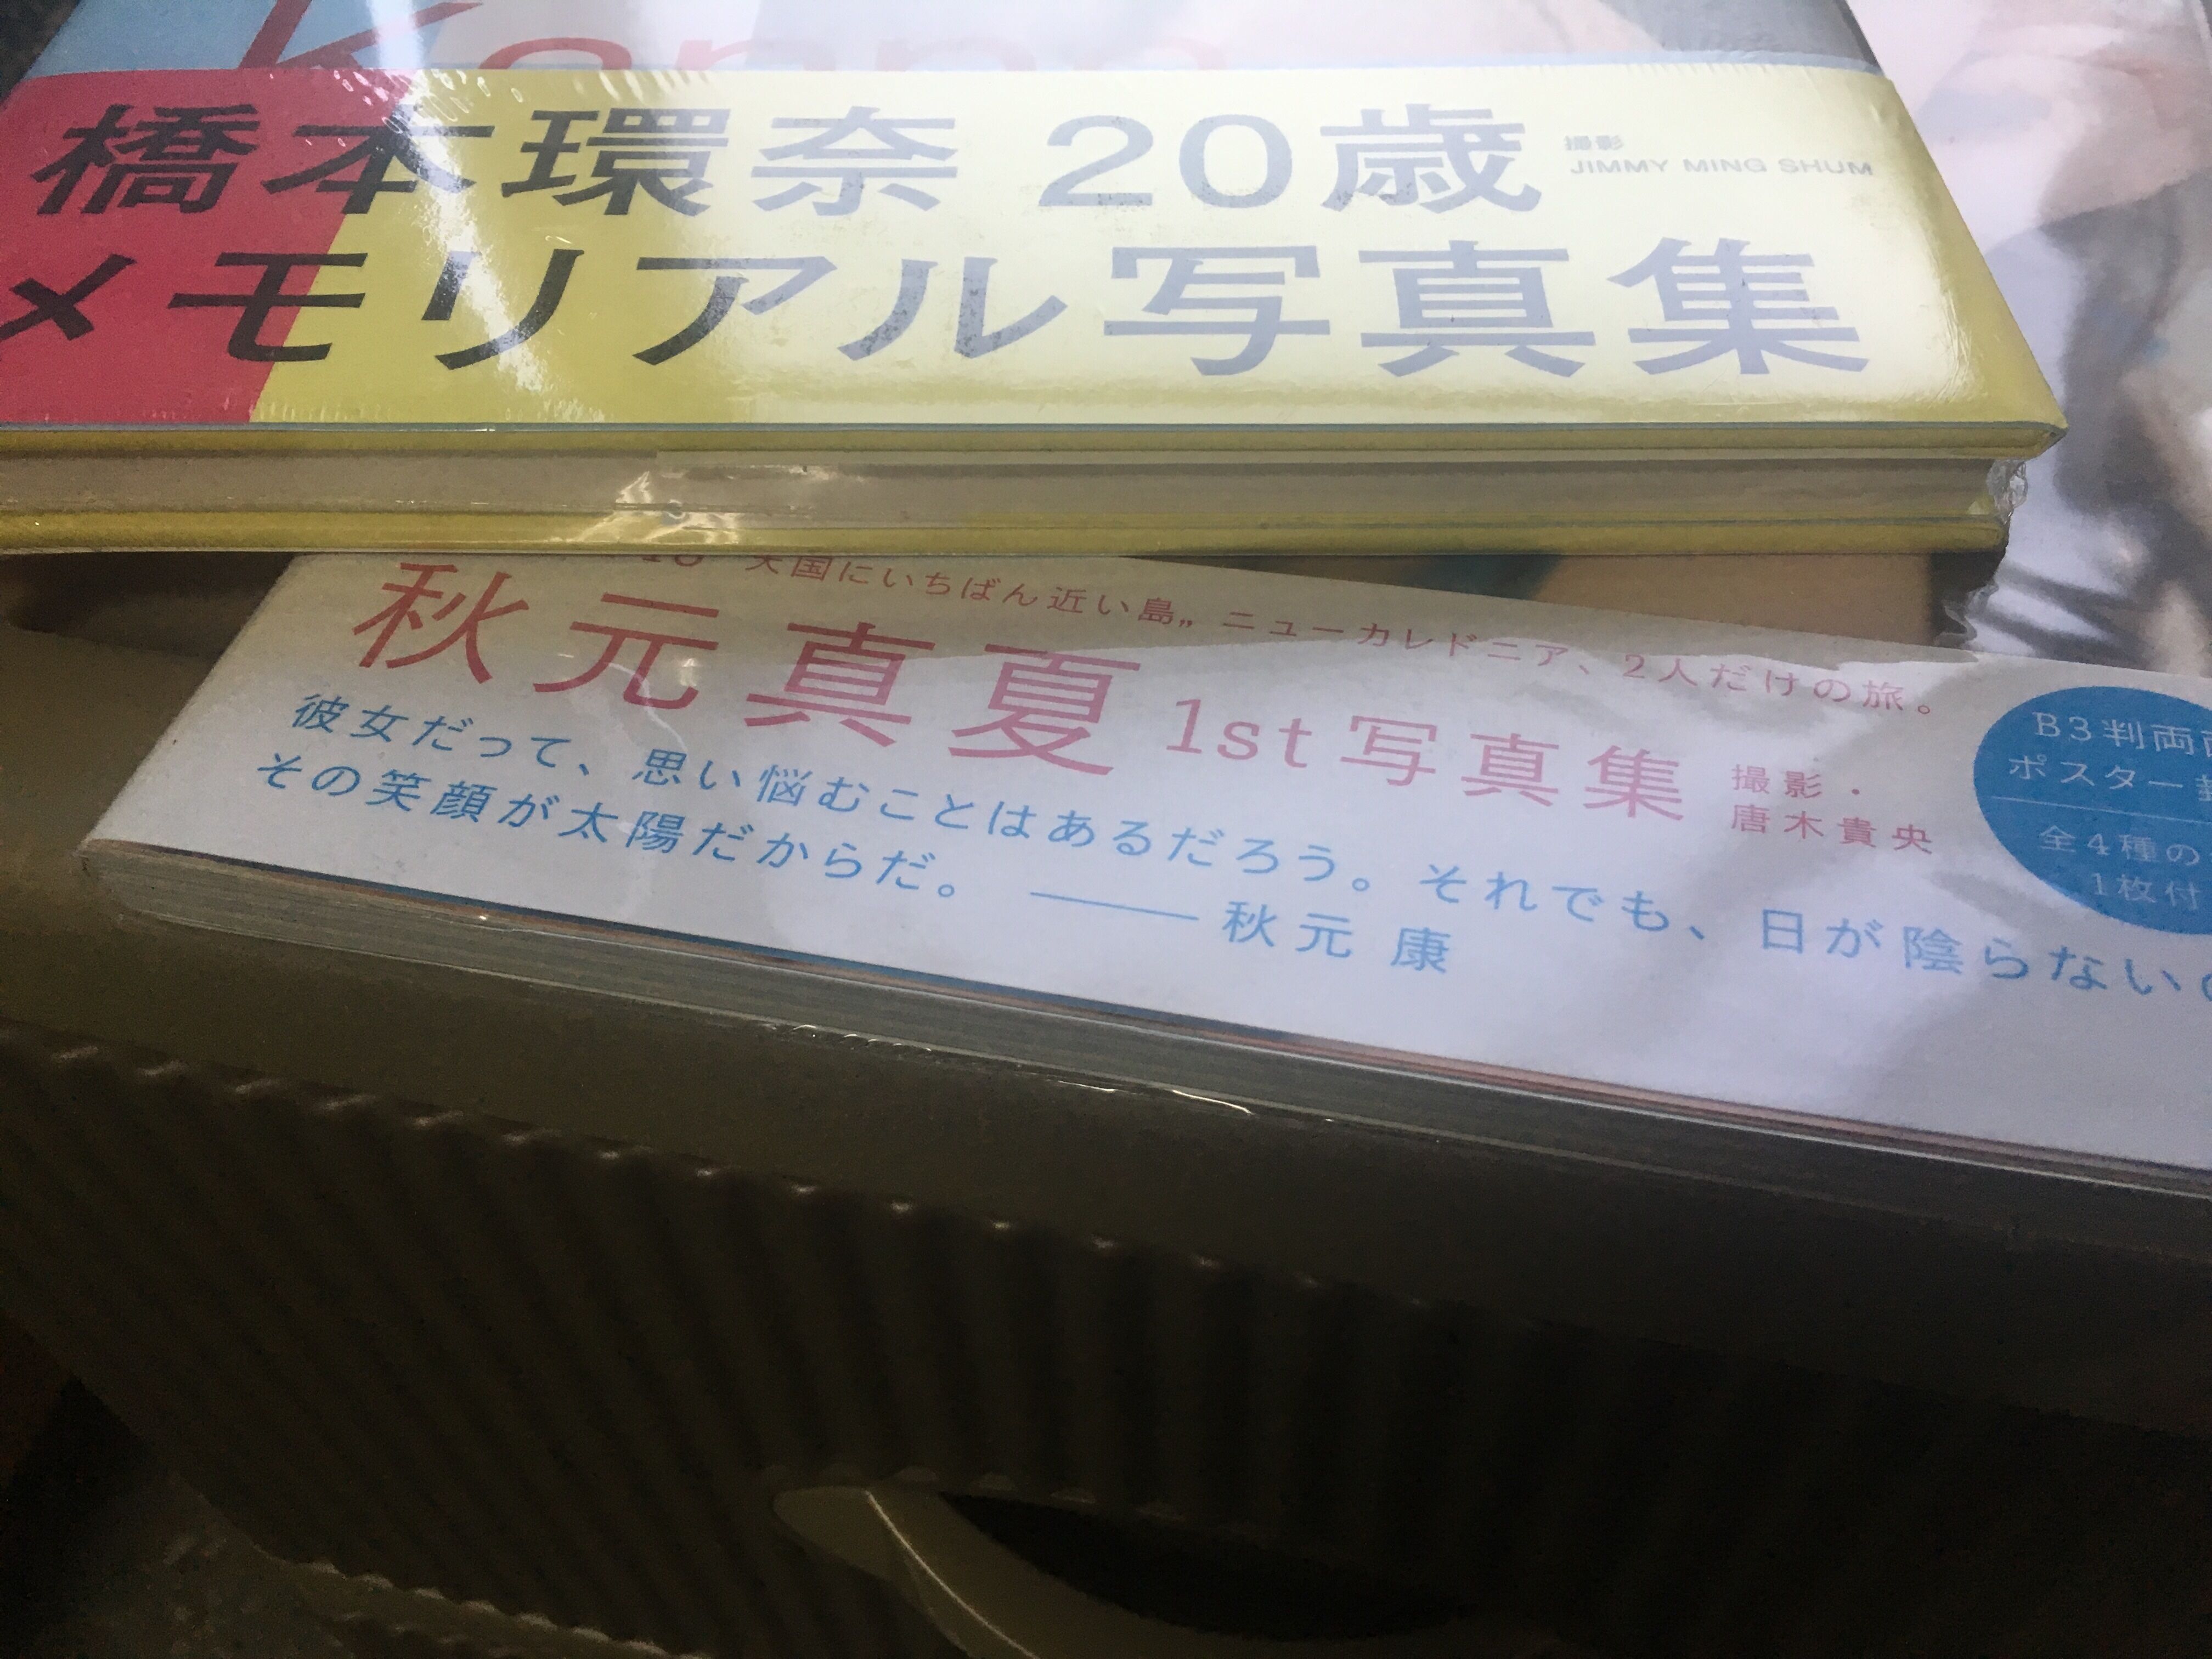 Kanna
橋本環奈 20歳
撮影
JIMMY MING SHUM
メモリアル写真集
天国にいちばん近い島〟ニューカレドニア、2人だけの旅。
秋元真夏 1st写真集
撮影・
唐木貴央
彼女だって、思い悩むことはあるだろう。それでも、日が陰らない
その笑顔が太陽だからだ。 ―― 秋元 康
B3判両面
ポスター
全4種の
1枚付